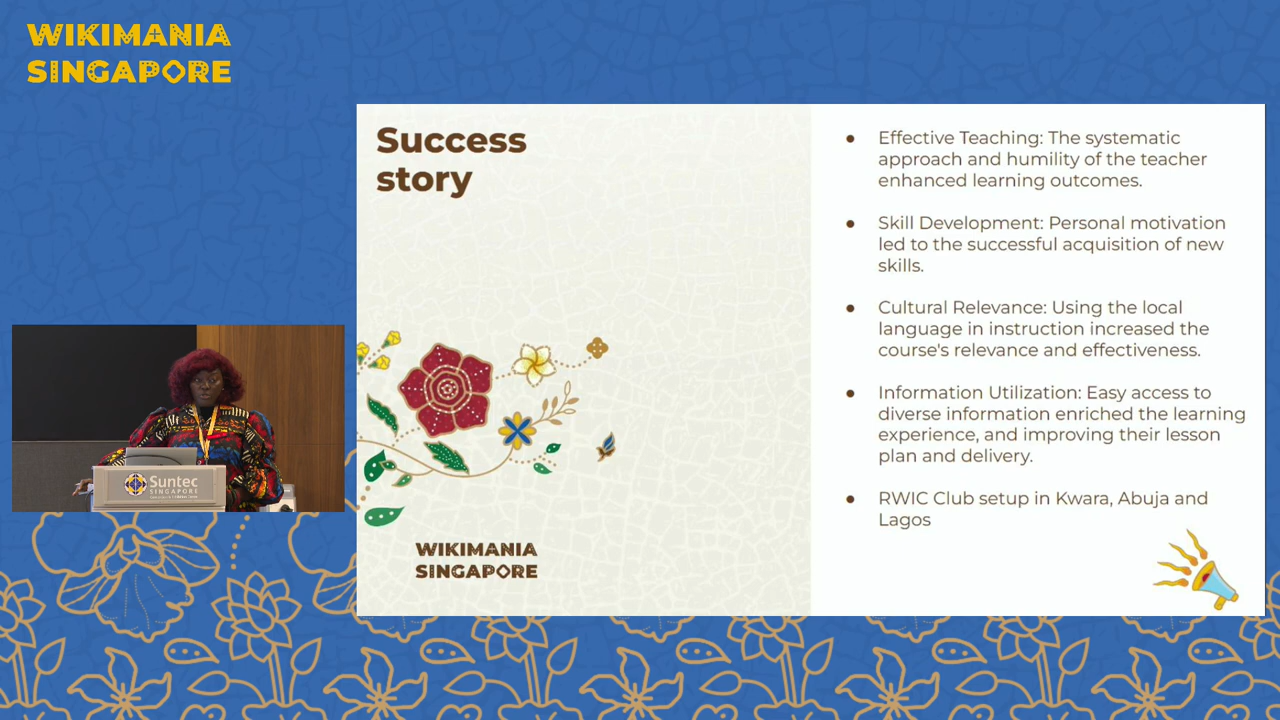 WIKIMANIA
SINGAPORE
Success
story
● Effective Teaching: The systematic
approach and humility of the teacher
enhanced learning outcomes.
● Skill Development: Personal motivation
led to the successful acquisition of new
skills.
● Cultural Relevance: Using the local
language in instruction increased the
course's relevance and effectiveness.
● Information Utilization: Easy access to
diverse information enriched the learning
experience, and improving their lesson
plan and delivery.
● RWIC Club setup in Kwara, Abuja and
Lagos
WIKIMANIA
SINGAPORE
Suntec
SINGAPORE